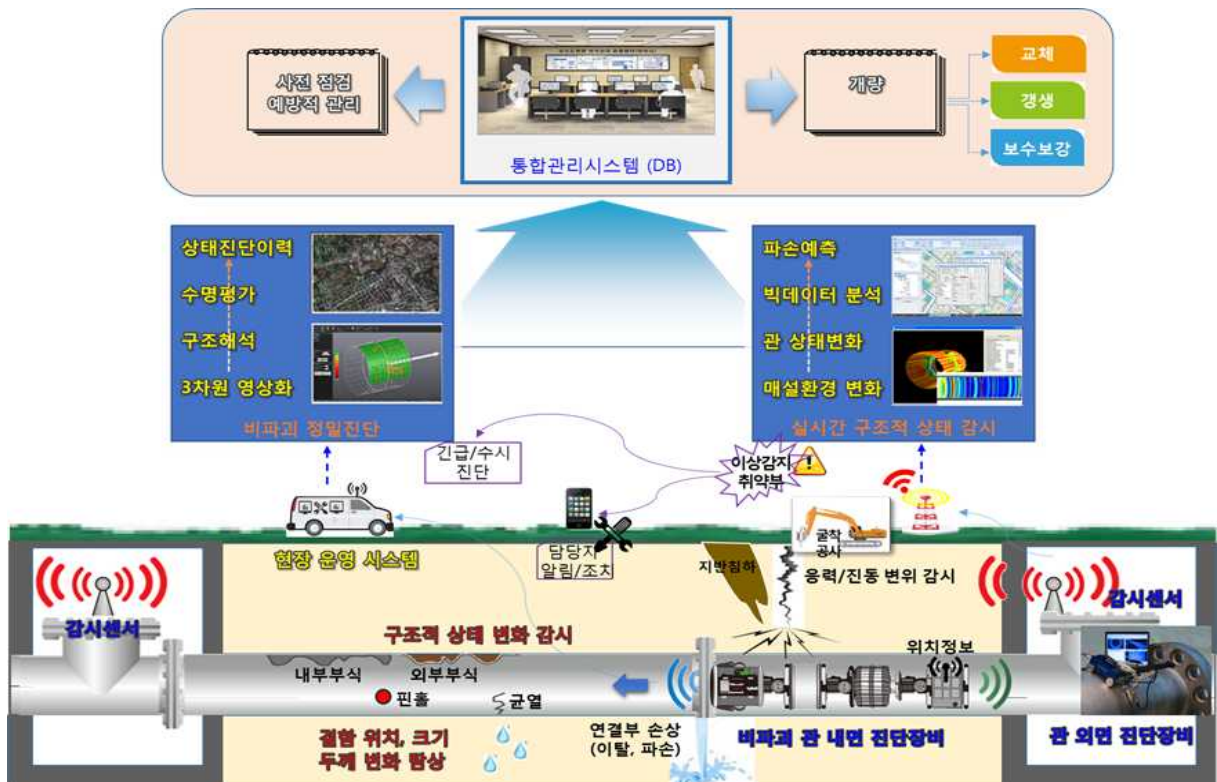 사전 점검
예방적 관리
통합관리시스템 (DB)
개량
교체
갱생
보수보강
상태진단이력
수명평가
구조해석
3차원 영상화
비파괴 정밀진단
파손예측
빅데이터 분석
관 상태변화
매설환경 변화
실시간 구조적 상태 감시
긴급/수시
진단
이상감지
취약부
현장 운영 시스템
담당자
알림/조치
지반침하
굴착
공사
응력/진동 변위 감시
감시센서
감시센서
구조적 상태 변화 감시
내부부식
외부부식
핀홀
균열
위치정보
결함 위치, 크기
두께 변화 탐상
연결부 손상
(이탈, 파손)
비파괴 관 내면 진단장비
관 외면 진단장비